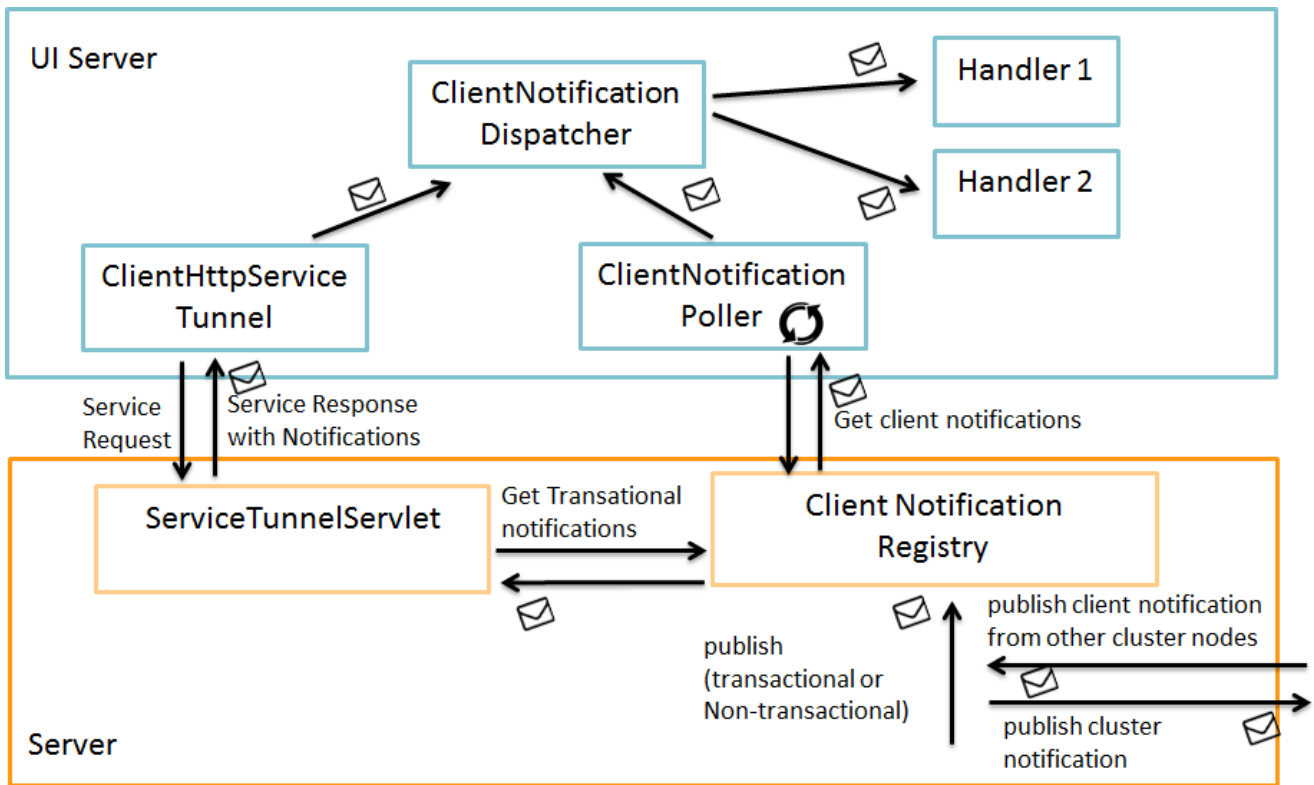 UI Server
ClientNotification
Dispatcher
Handler 1
Handler 2
ClientHttpService
Tunnel
ClientNotification
Poller
Service
Request
Service Response
with Notifications
Get client notifications
ServiceTunnelServlet
Get Transational
notifications
Client Notification
Registry
publish
(transactional or
Non-transactional)
publish client notification
from other cluster nodes
publish cluster
notification
Server